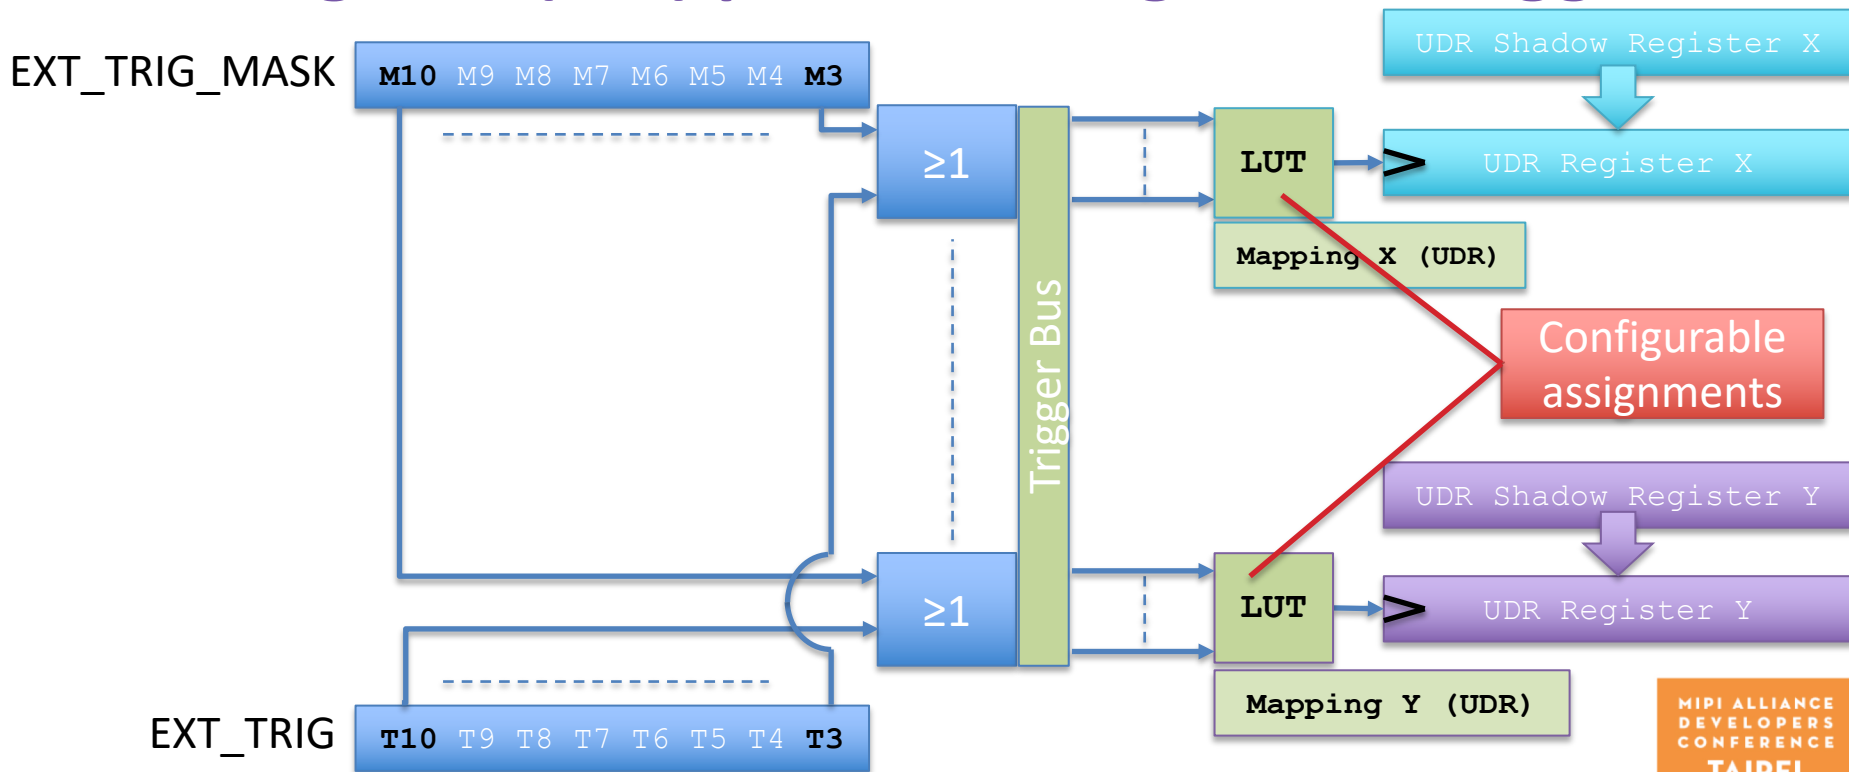 EXT_TRIG_MASK
M10 M9 M8 M7 M6 M5 M4 M3
UDR Shadow Register X
≥1
LUT
> UDR Register X
Mapping X (UDR)
Trigger Bus
Configurable
assignments
UDR Shadow Register Y
≥1
LUT
> UDR Register Y
Mapping Y (UDR)
EXT_TRIG
T10 T9 T8 T7 T6 T5 T4 T3
MIPI ALLIANCE
DEVELOPERS
CONFERENCE
TAIPEI